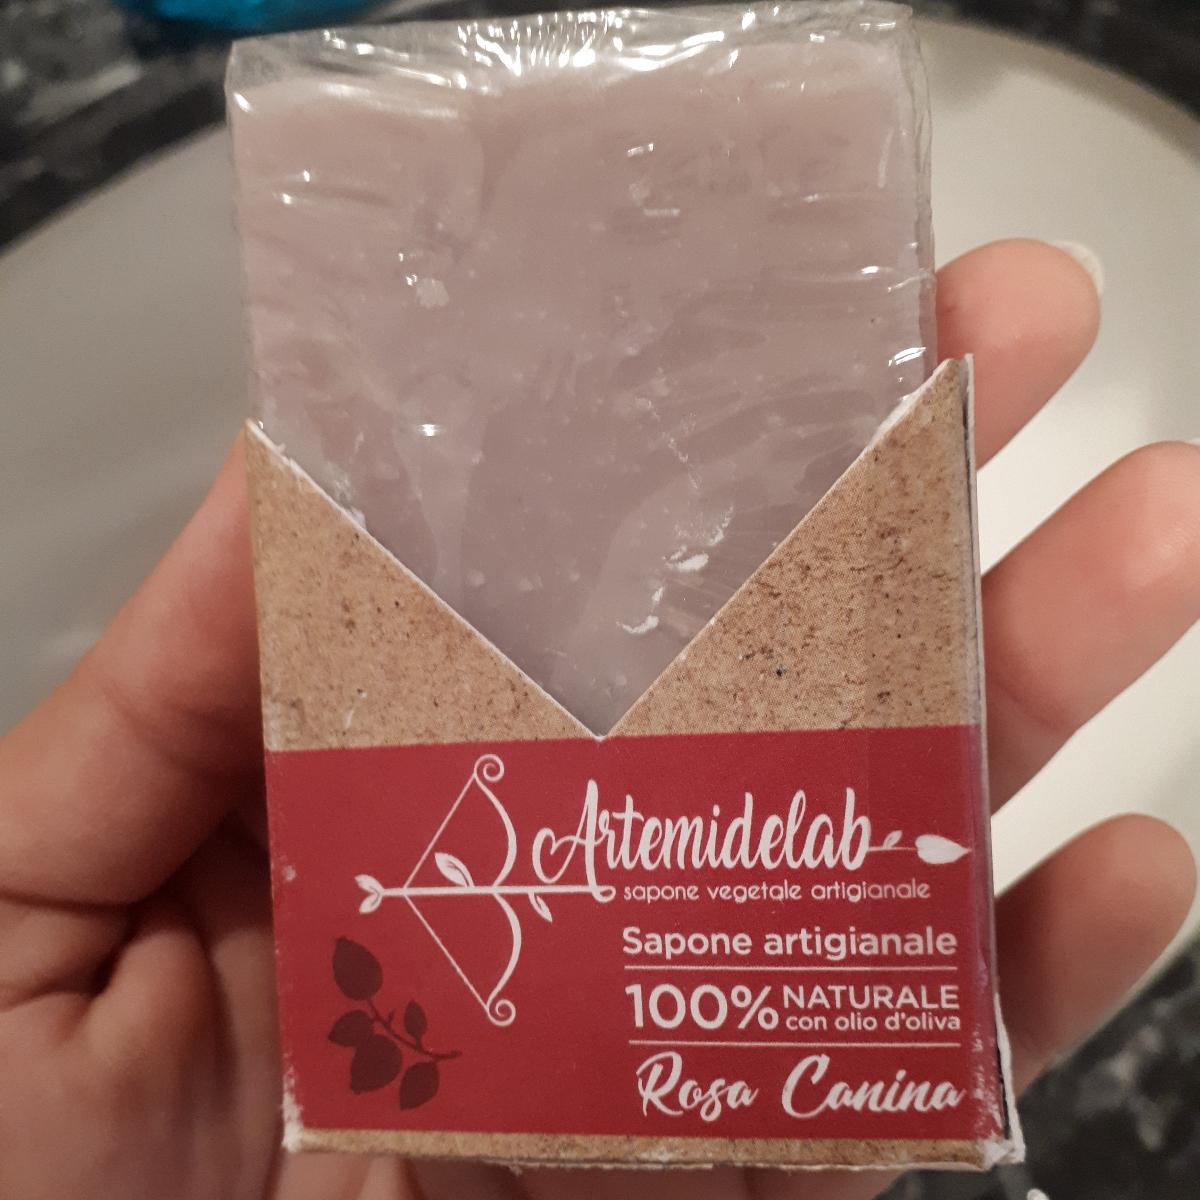 Artemidelab
sapone vegetale artigianale
Sapone artigianale
100% NATURALE
con olio d'oliva
Rosa Canina